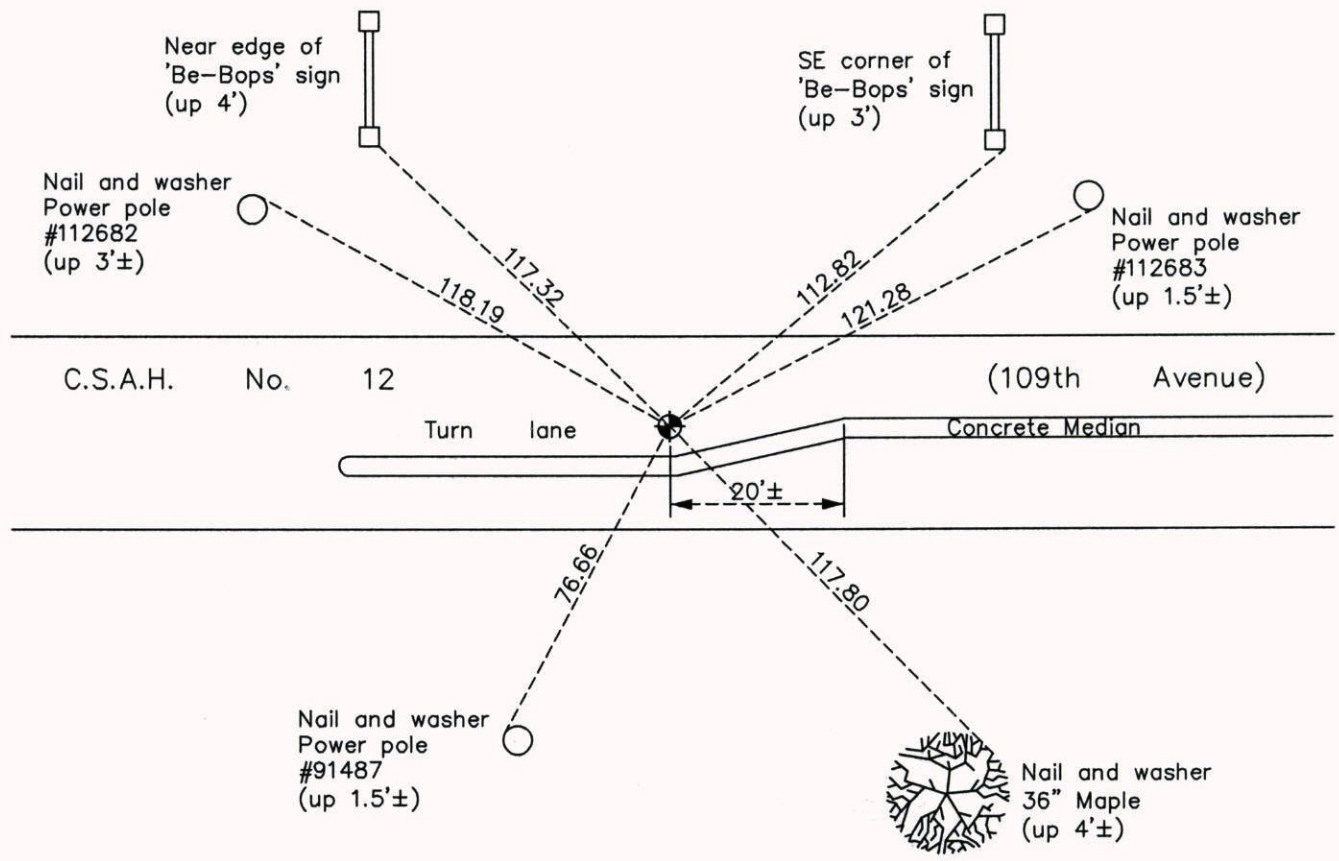 Near edge of
'Be-Bops' sign
(up 4')
SE corner of
'Be-Bops' sign
(up 3')
Nail and washer
Power pole
#112682
(up 3'±)
Nail and washer
Power pole
#112683
(up 1.5'±)
117.32
118.19
112.82
121.28
C.S.A.H. No. 12 (109th Avenue)
Turn lane
Concrete Median
20'±
76.66
117.80
Nail and washer
Power pole
#91487
(up 1.5'±)
Nail and washer
36" Maple
(up 4'±)